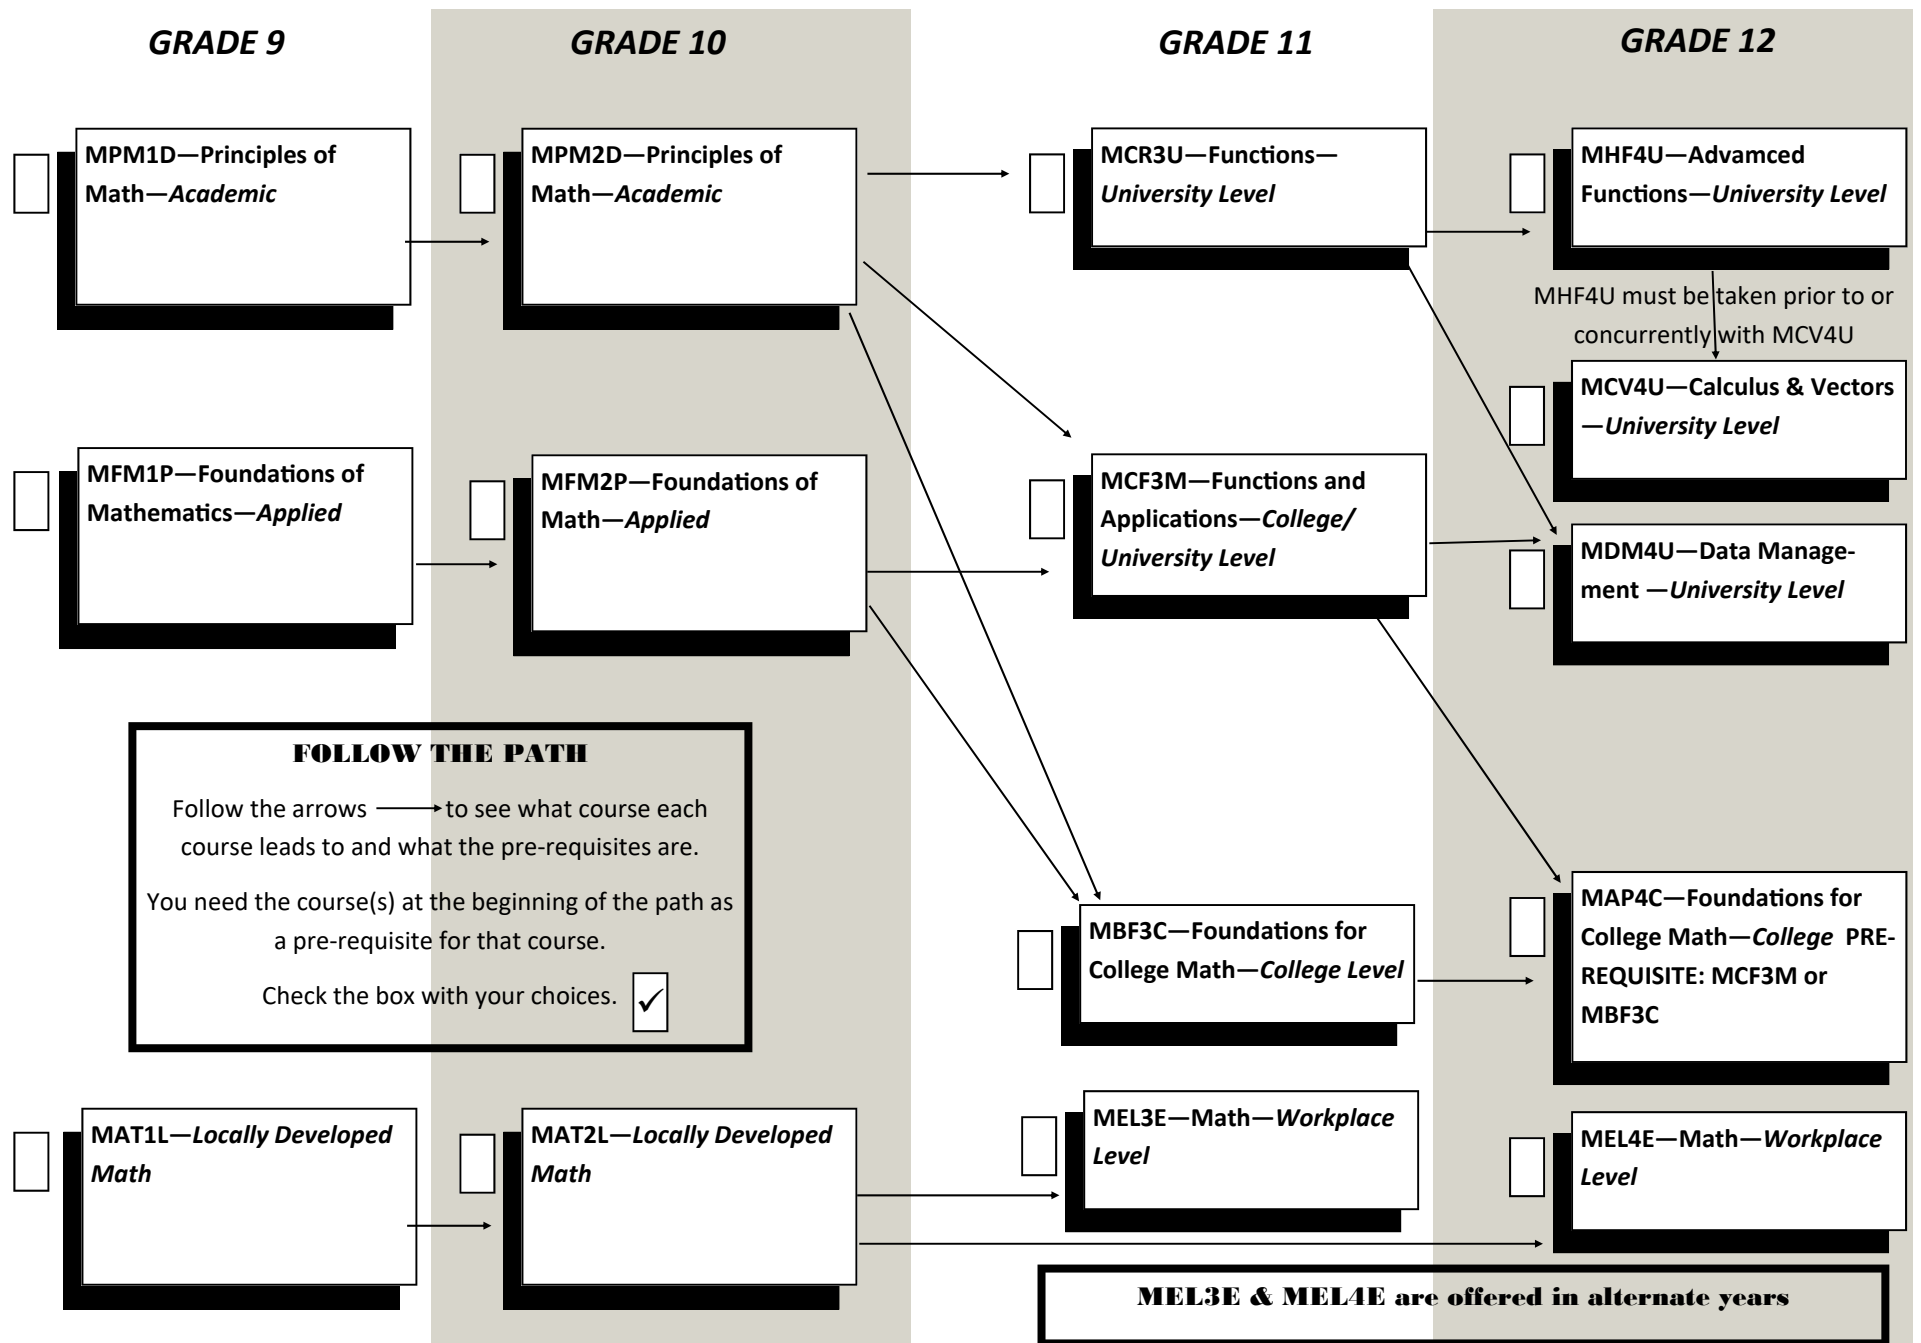 GRADE 9
GRADE 10
GRADE 11
GRADE 12
MPM1D—Principles of
Math—Academic
MPM2D—Principles of
Math—Academic
MCR3U—Functions—
University Level
MHF4U—Advamced
Functions—University Level
MHF4U must be taken prior to or
concurrently with MCV4U
MCV4U—Calculus & Vectors
—University Level
MFM1P—Foundations of
Mathematics—Applied
MFM2P—Foundations of
Math—Applied
MCF3M—Functions and
Applications—College/
University Level
MDM4U—Data Manage-
ment —University Level
FOLLOW THE PATH
Follow the arrows to see what course each
course leads to and what the pre-requisites are.
You need the course(s) at the beginning of the path as
a pre-requisite for that course.
Check the box with your choices. ✓
MBF3C—Foundations for
College Math—College Level
MAP4C—Foundations for
College Math—College PRE-
REQUISITE: MCF3M or
MBF3C
MAT1L—Locally Developed
Math
MAT2L—Locally Developed
Math
MEL3E—Math—Workplace
Level
MEL4E—Math—Workplace
Level
MEL3E & MEL4E are offered in alternate years